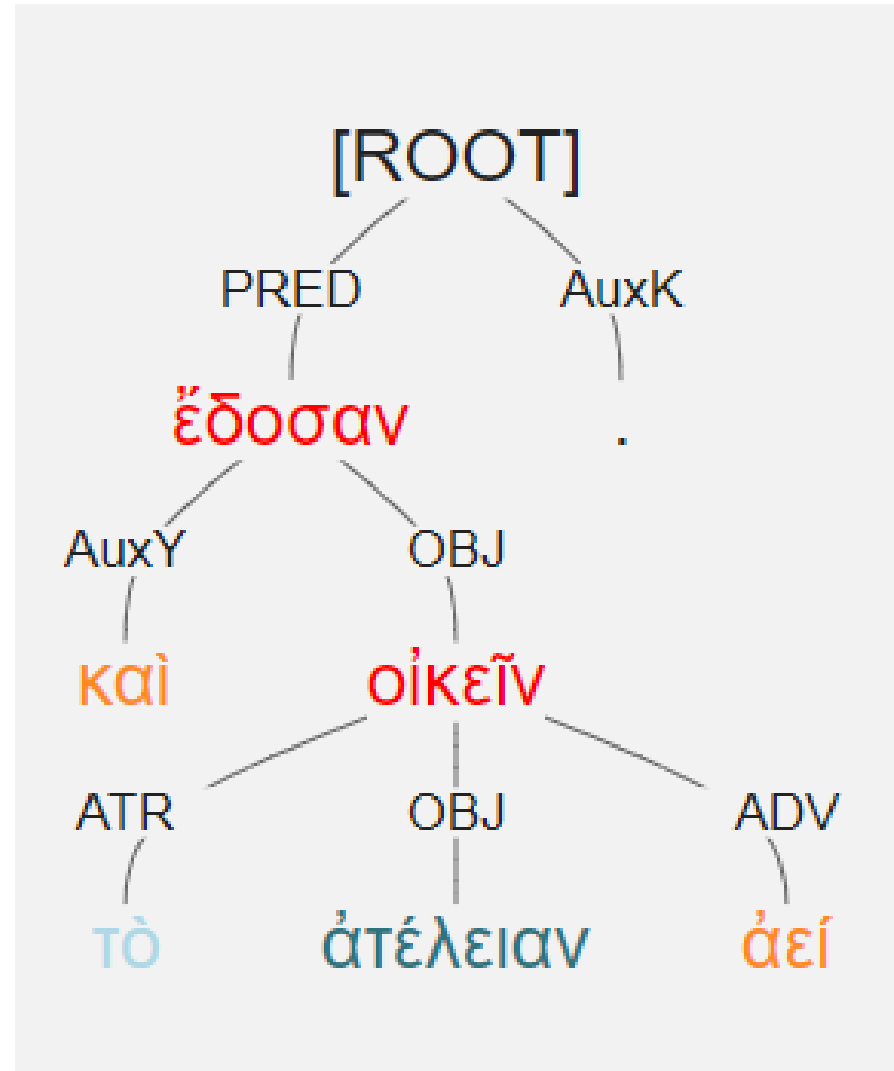 [ROOT]
PRED AuxK
ἔδοσαν .
AuxY OBJ
καὶ οἰκεῖν
ATR OBJ ADV
τὸ ἀτέλειαν ἀεί